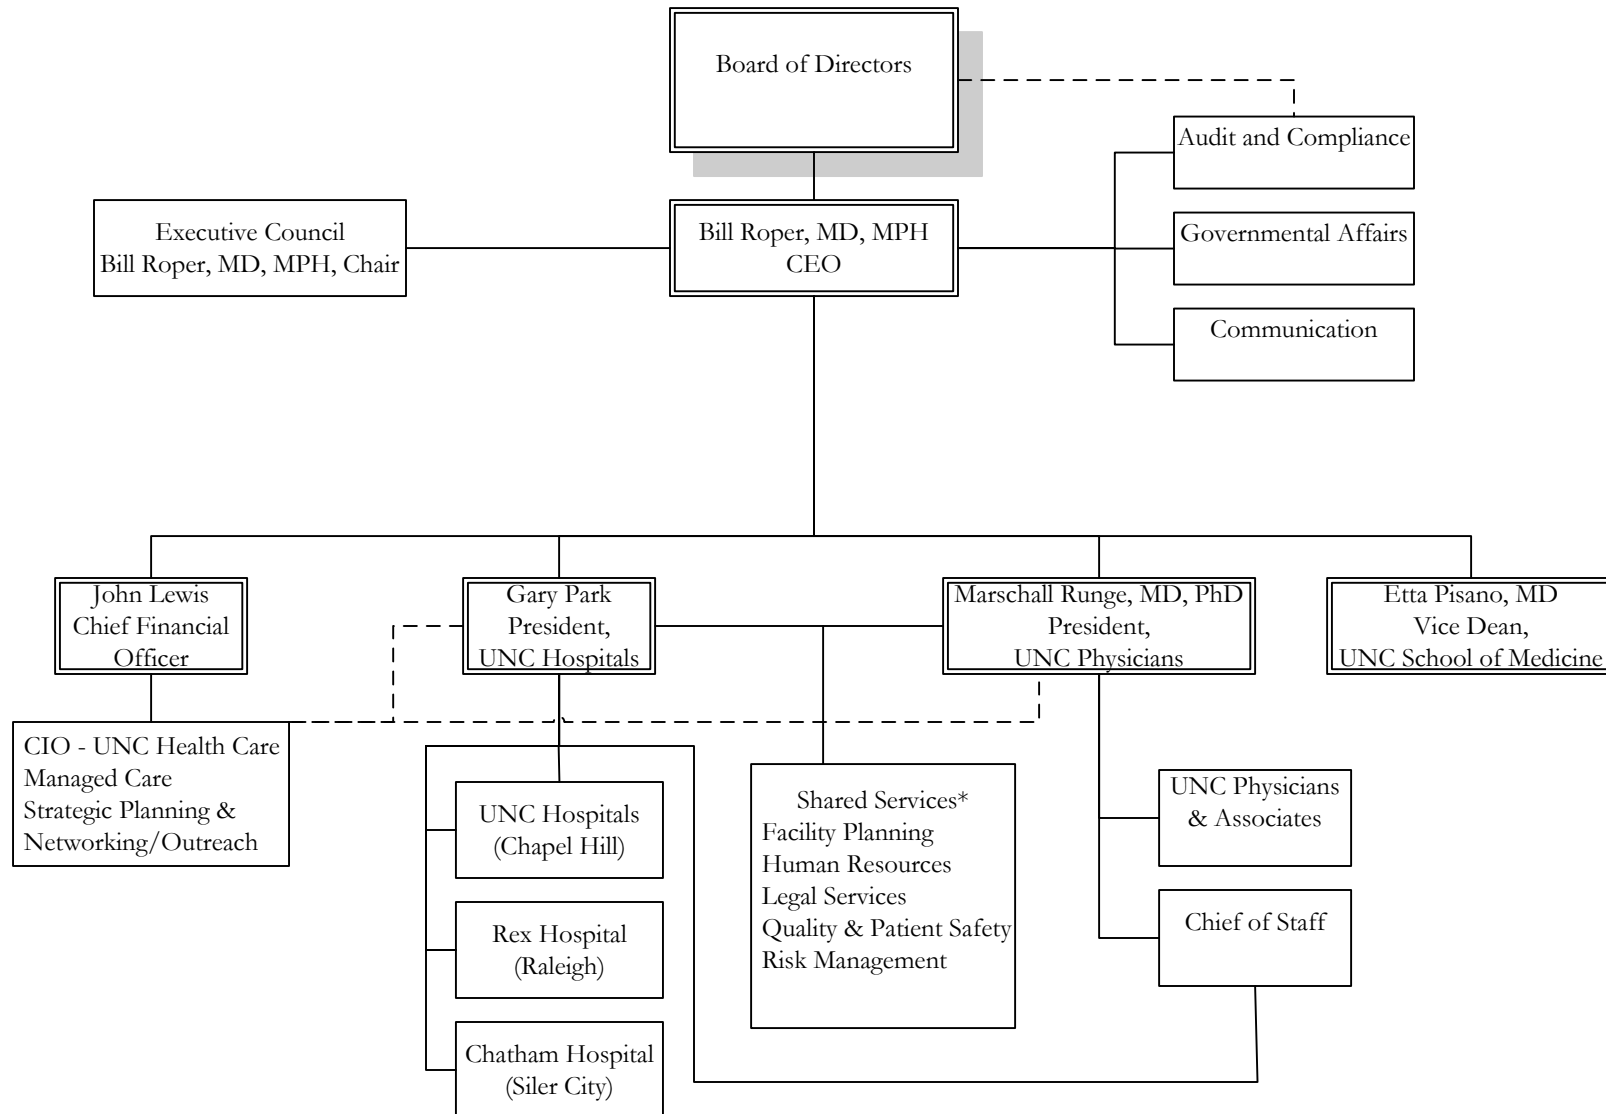 Board of Directors
Audit and Compliance
Executive Council
Bill Roper, MD, MPH, Chair
Bill Roper, MD, MPH
CEO
Governmental Affairs
Communication
John Lewis
Chief Financial
Officer
Gary Park
President,
UNC Hospitals
Marschall Runge, MD, PhD
President,
UNC Physicians
Etta Pisano, MD
Vice Dean,
UNC School of Medicine
CIO - UNC Health Care
Managed Care
Strategic Planning &
Networking/Outreach
UNC Hospitals
(Chapel Hill)
Rex Hospital
(Raleigh)
Chatham Hospital
(Siler City)
Shared Services*
Facility Planning
Human Resources
Legal Services
Quality & Patient Safety
Risk Management
UNC Physicians
& Associates
Chief of Staff